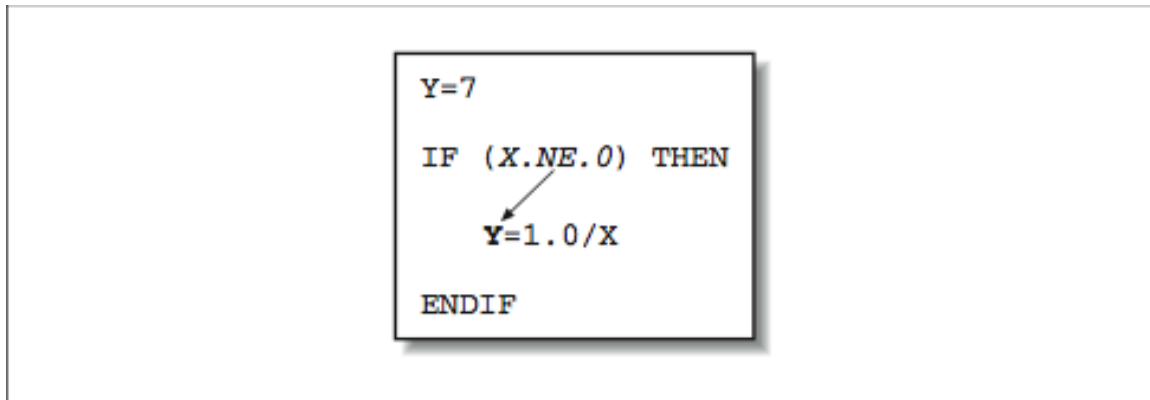 Y=7
IF (X.NE.0) THEN
Y=1.0/X
ENDIF